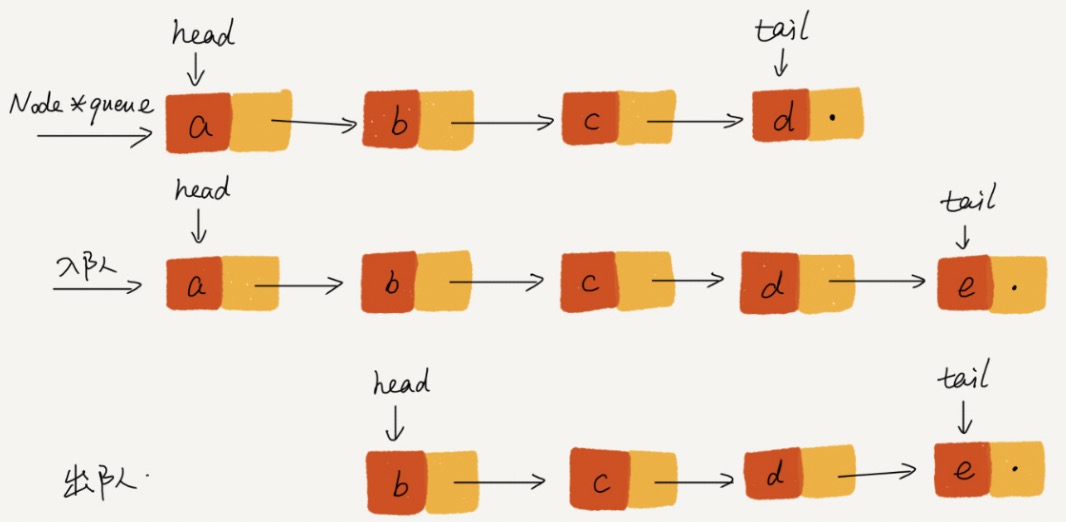 head tail
Node *queue a b c d
head tail
入队 a b c d e
head tail
出队 b c d e